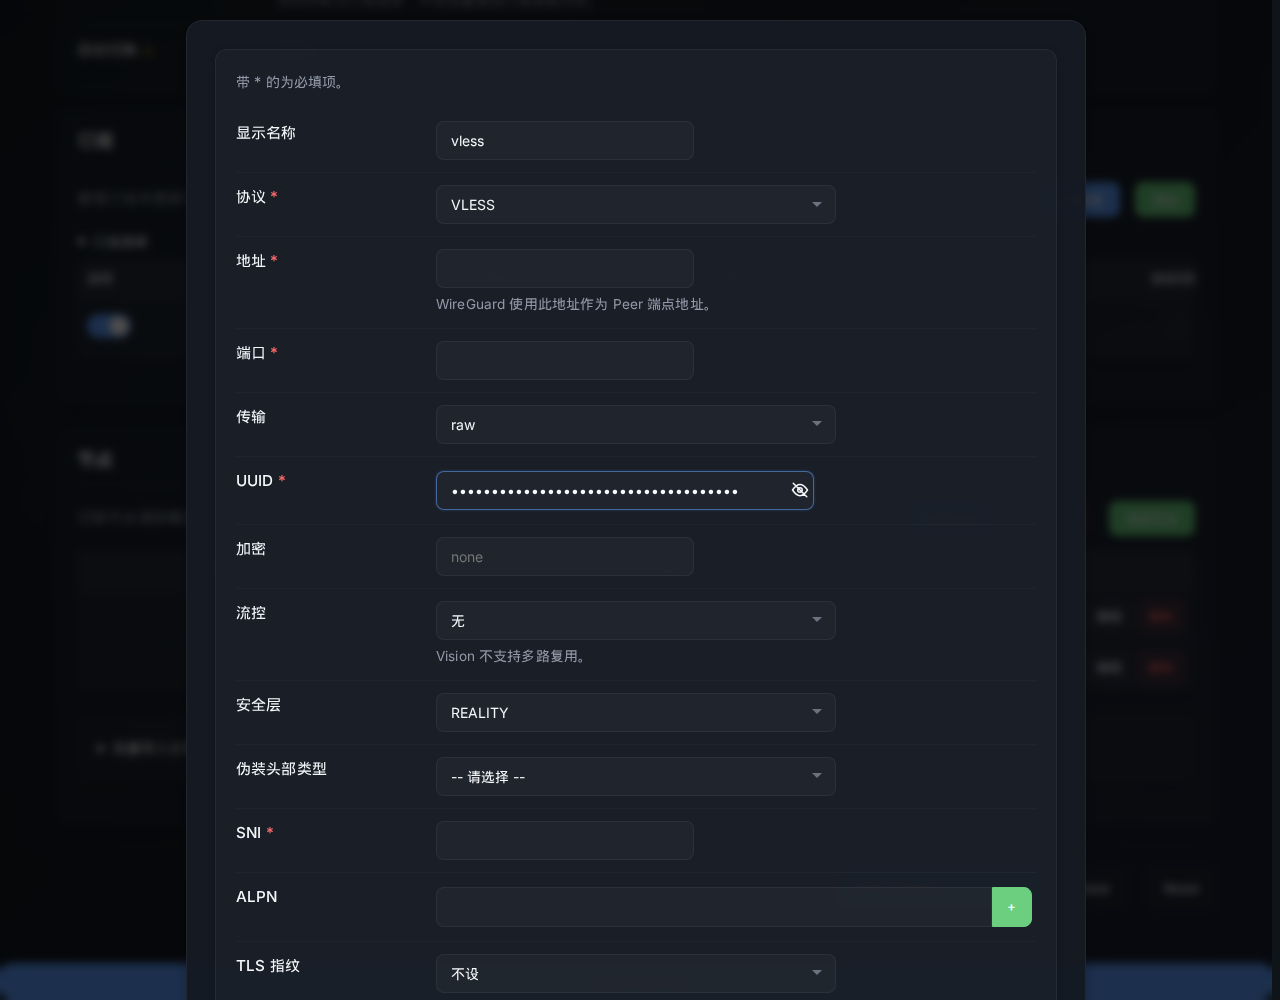 带 * 的为必填项。
显示名称
vless
协议 *
VLESS
地址 *
WireGuard 使用此地址作为 Peer 端点地址。
端口 *
传输
raw
UUID *
••••••••••••••••••••••••••••••••••••
加密
none
流控
无
Vision 不支持多路复用。
安全层
REALITY
伪装头部类型
-- 请选择 --
SNI *
ALPN
+
TLS 指纹
不设